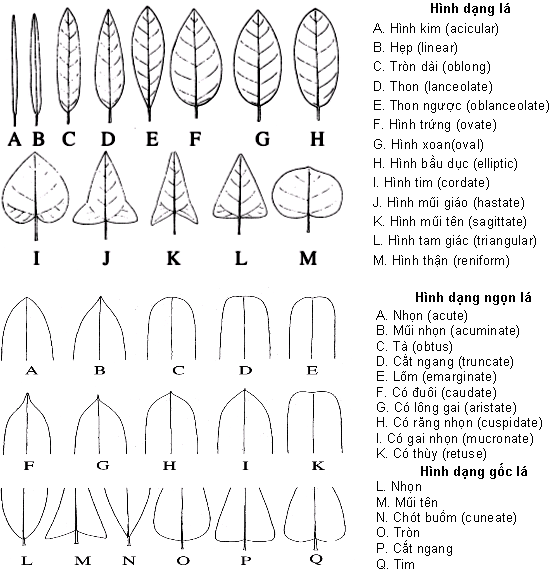 Hình dạng lá
A. Hình kim (acicular)
B. Hẹp (linear)
C. Tròn dài (oblong)
D. Thon (lanceolate)
E. Thon ngược (oblanceolate)
F. Hình trứng (ovate)
G. Hình xoan(oval)
H. Hình bầu dục (elliptic)
I. Hình tim (cordate)
J. Hình mũi giáo (hastate)
K. Hình mũi tên (sagittate)
L. Hình tam giác (triangular)
M. Hình thận (reniform)
A B C D E F G H
I J K L M
Hình dạng ngọn lá
A. Nhọn (acute)
B. Mũi nhọn (acuminate)
C. Tà (obtus)
D. Cắt ngang (truncate)
E. Lồm (emarginate)
F. Có đuôi (caudate)
G. Có lông gai (aristate)
H. Có răng nhọn (cuspidate)
I. Có gai nhọn (mucronate)
K. Có thùy (retuse)
A B C D E
F G H I K
Hình dạng gốc lá
L. Nhọn
M. Mũi tên
N. Chót buồm (cuneate)
O. Tròn
P. Cắt ngang
Q. Tim
L M N O P Q